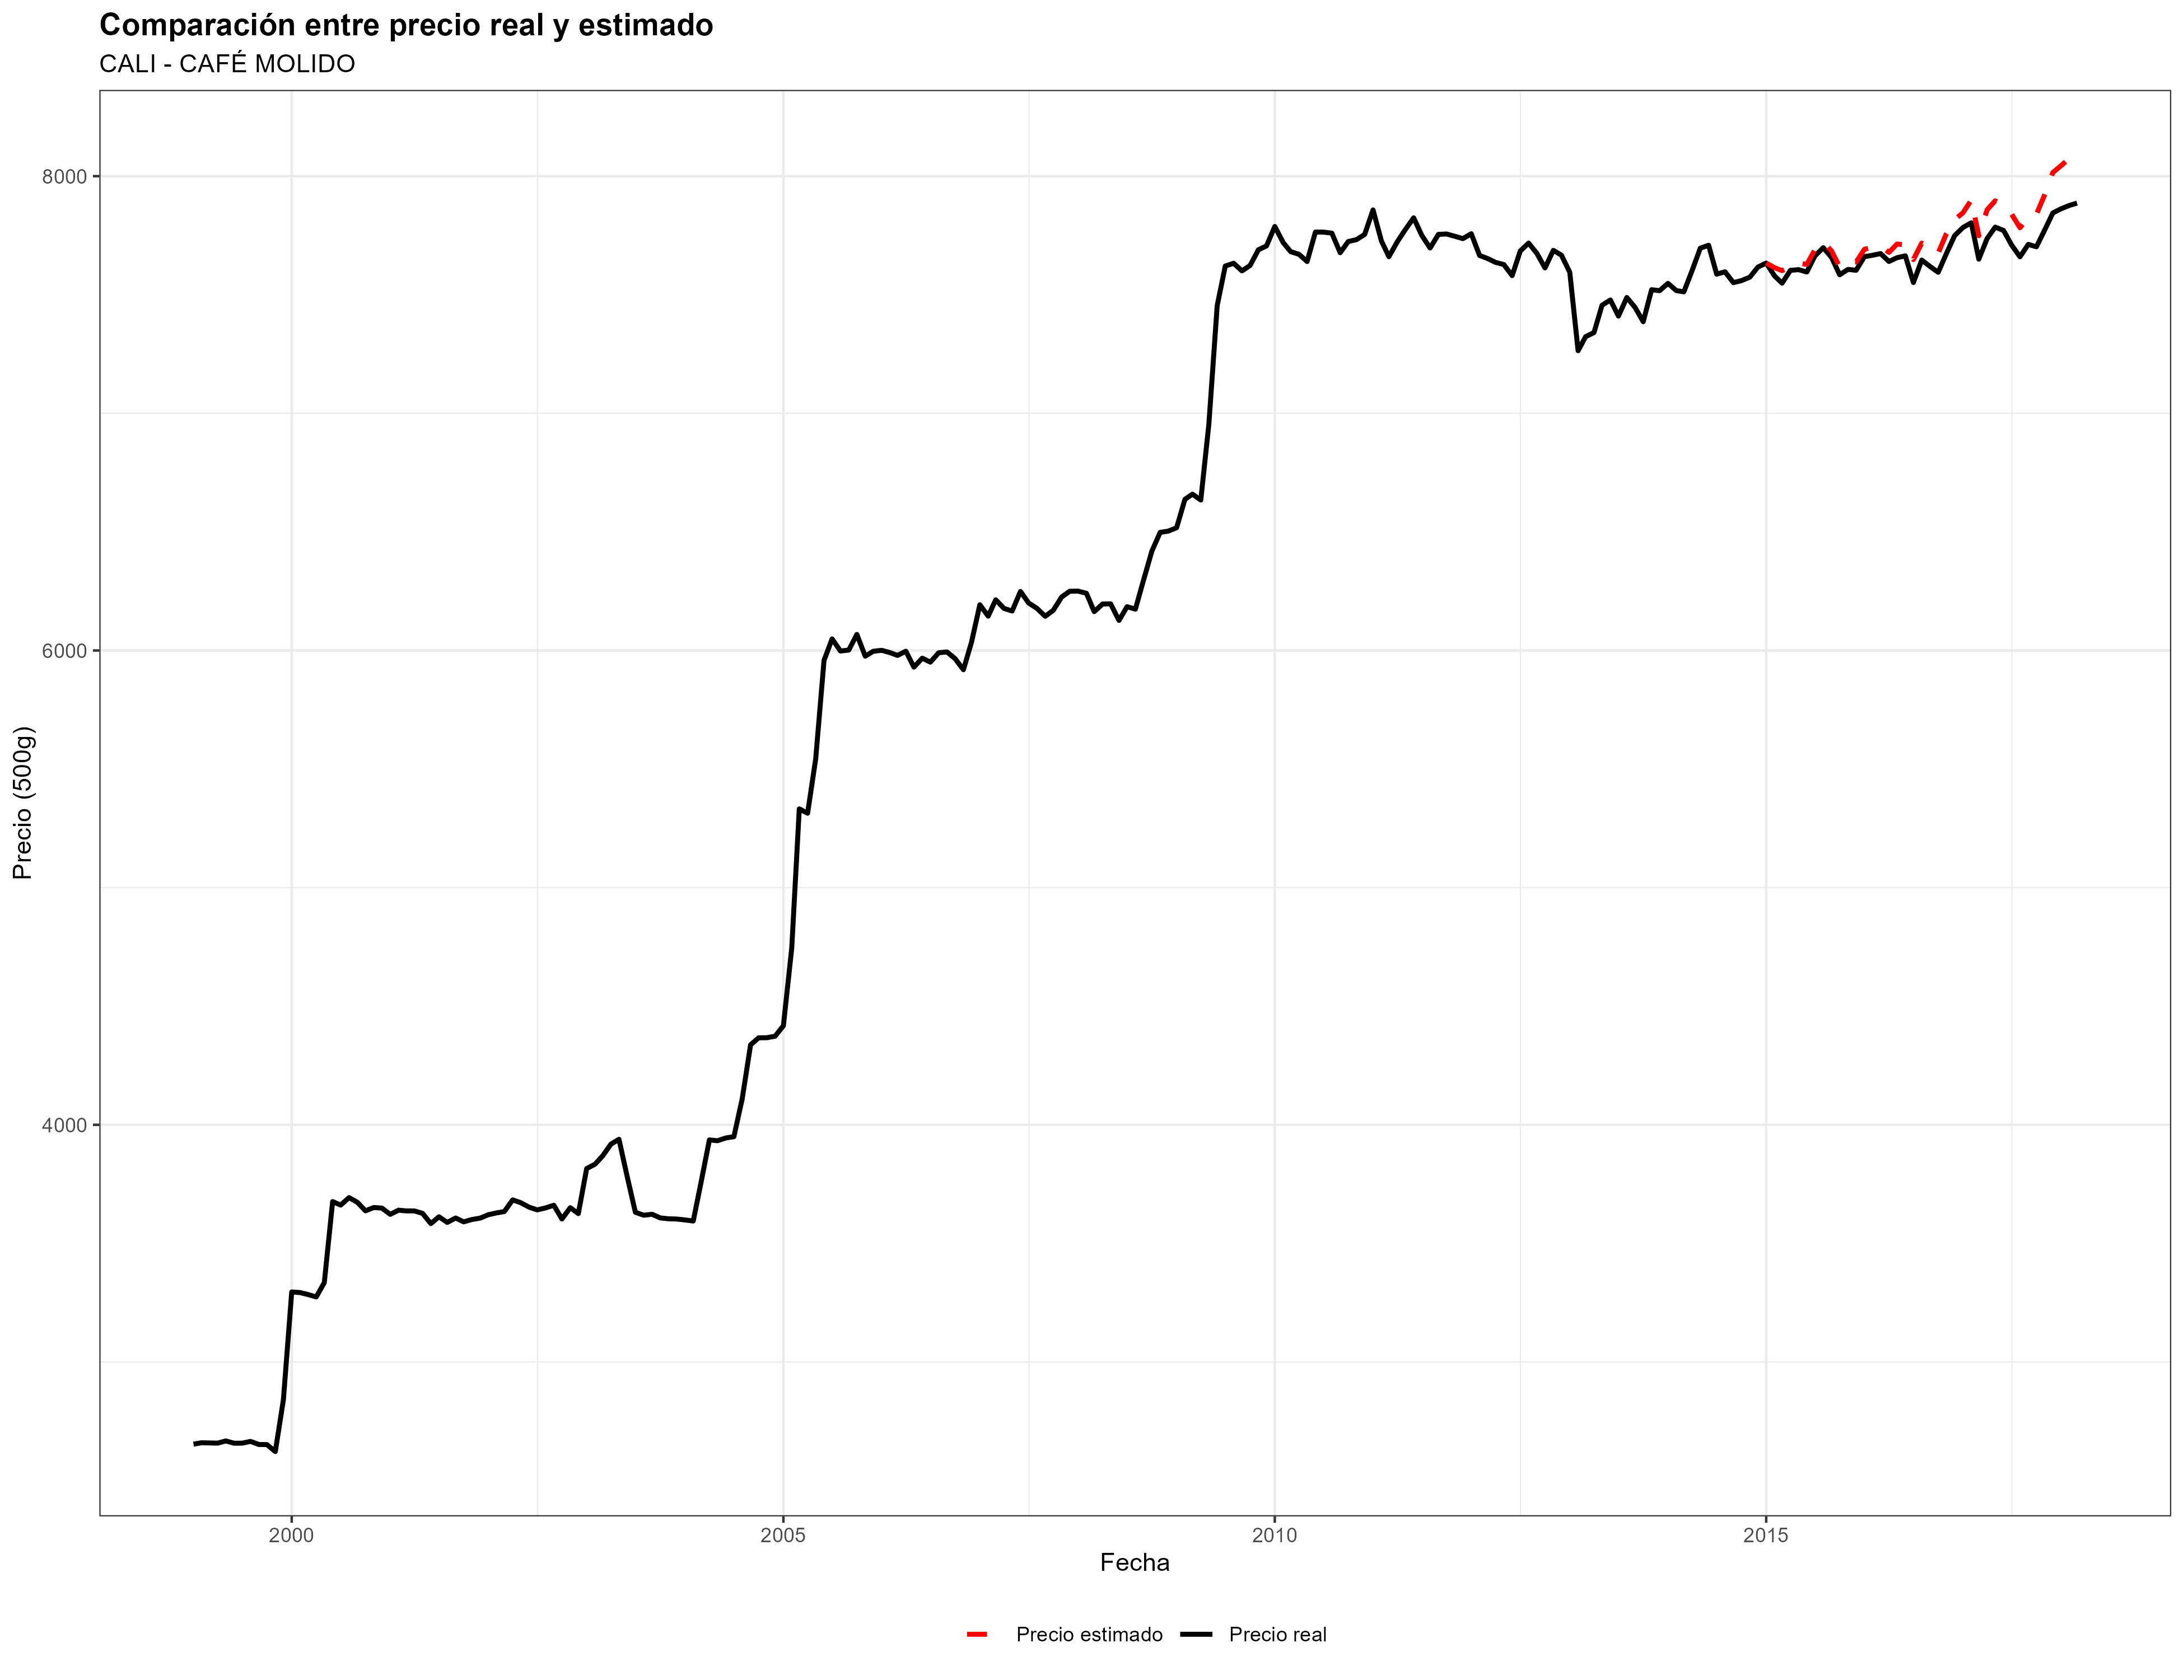 Comparación entre precio real y estimado
CALI - CAFÉ MOLIDO
Precio (500g)
8000
6000
4000
2000
2005
2010
2015
Fecha
Precio estimado
Precio real